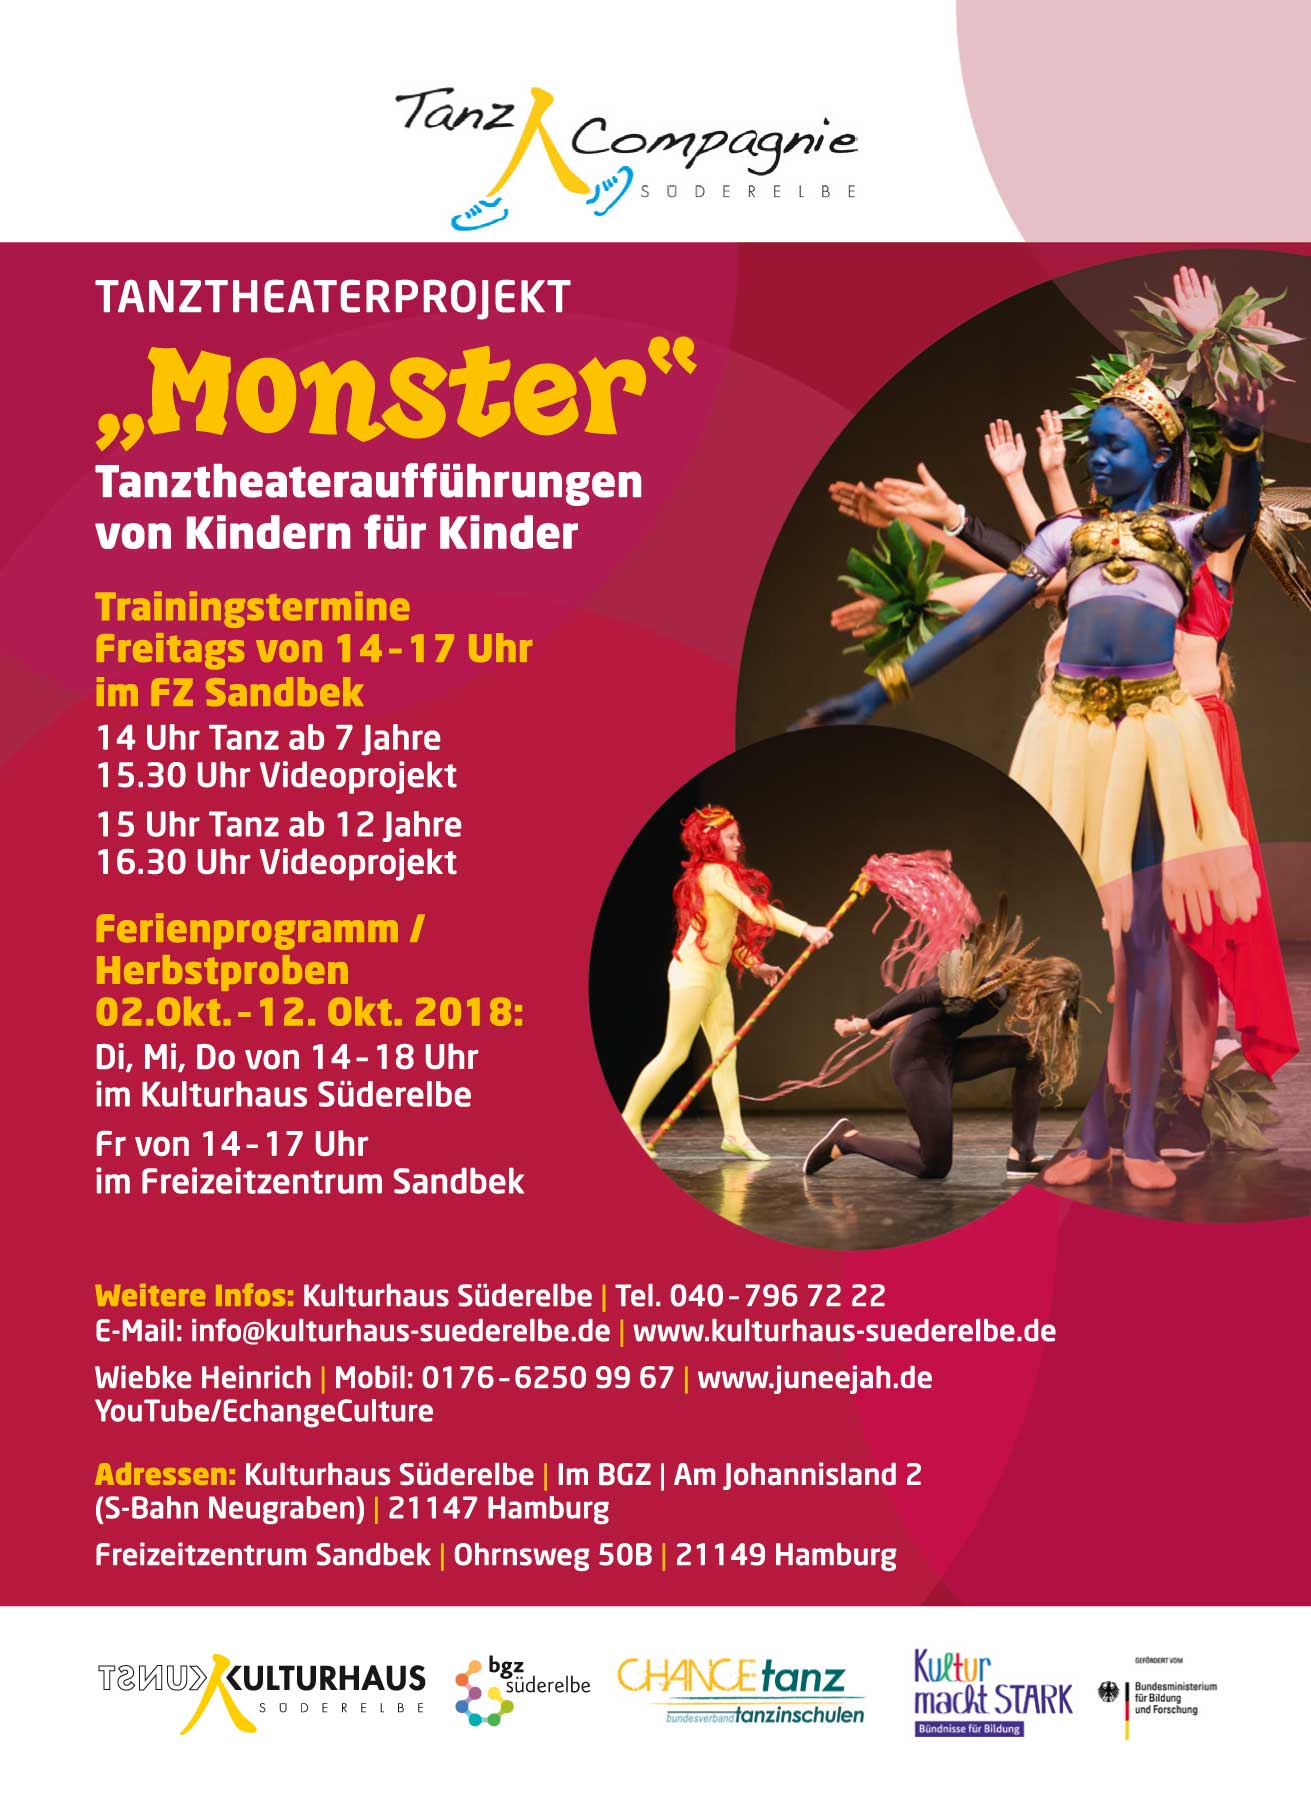 Tanz Compagnie
SÜDERELBE
TANZTHEATERPROJEKT
„Monster“
Tanztheateraufführungen
von Kindern für Kinder
Trainingstermine
Freitags von 14 – 17 Uhr
im FZ Sandbek
14 Uhr Tanz ab 7 Jahre
15.30 Uhr Videoprojekt
15 Uhr Tanz ab 12 Jahre
16.30 Uhr Videoprojekt
Ferienprogramm /
Herbstproben
02.Okt. – 12. Okt. 2018:
Di, Mi, Do von 14 – 18 Uhr
im Kulturhaus Süderelbe
Fr von 14 – 17 Uhr
im Freizeitzentrum Sandbek
Weitere Infos: Kulturhaus Süderelbe | Tel. 040 – 796 72 22
E-Mail: info@kulturhaus-suederelbe.de | www.kulturhaus-suederelbe.de
Wiebke Heinrich | Mobil: 0176 – 6250 99 67 | www.juneejah.de
YouTube/EchangeCulture
Adressen: Kulturhaus Süderelbe | Im BGZ | Am Johannisland 2
(S-Bahn Neugraben) | 21147 Hamburg
Freizeitzentrum Sandbek | Ohrnsweg 50B | 21149 Hamburg
KUNST KULTURHAUS
SÜDERELBE
bgz
süderelbe
CHANCE tanz
bundesverband tanzinschulen
Kultur
macht STARK
Bündnisse für Bildung
GEFÖRDERT VOM
Bundesministerium
für Bildung
und Forschung